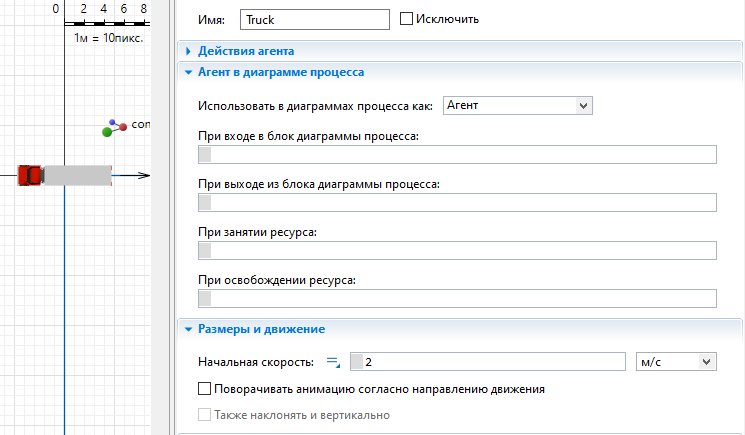 0 2 4 6 8
1м = 10пикс.
con
Имя: Truck Исключить
Действия агента
Агент в диаграмме процесса
Использовать в диаграммах процесса как: Агент
При входе в блок диаграммы процесса:
При выходе из блока диаграммы процесса:
При занятии ресурса:
При освобождении ресурса:
Размеры и движение
Начальная скорость: 2 м/с
Поворачивать анимацию согласно направлению движения
Также наклонять и вертикально